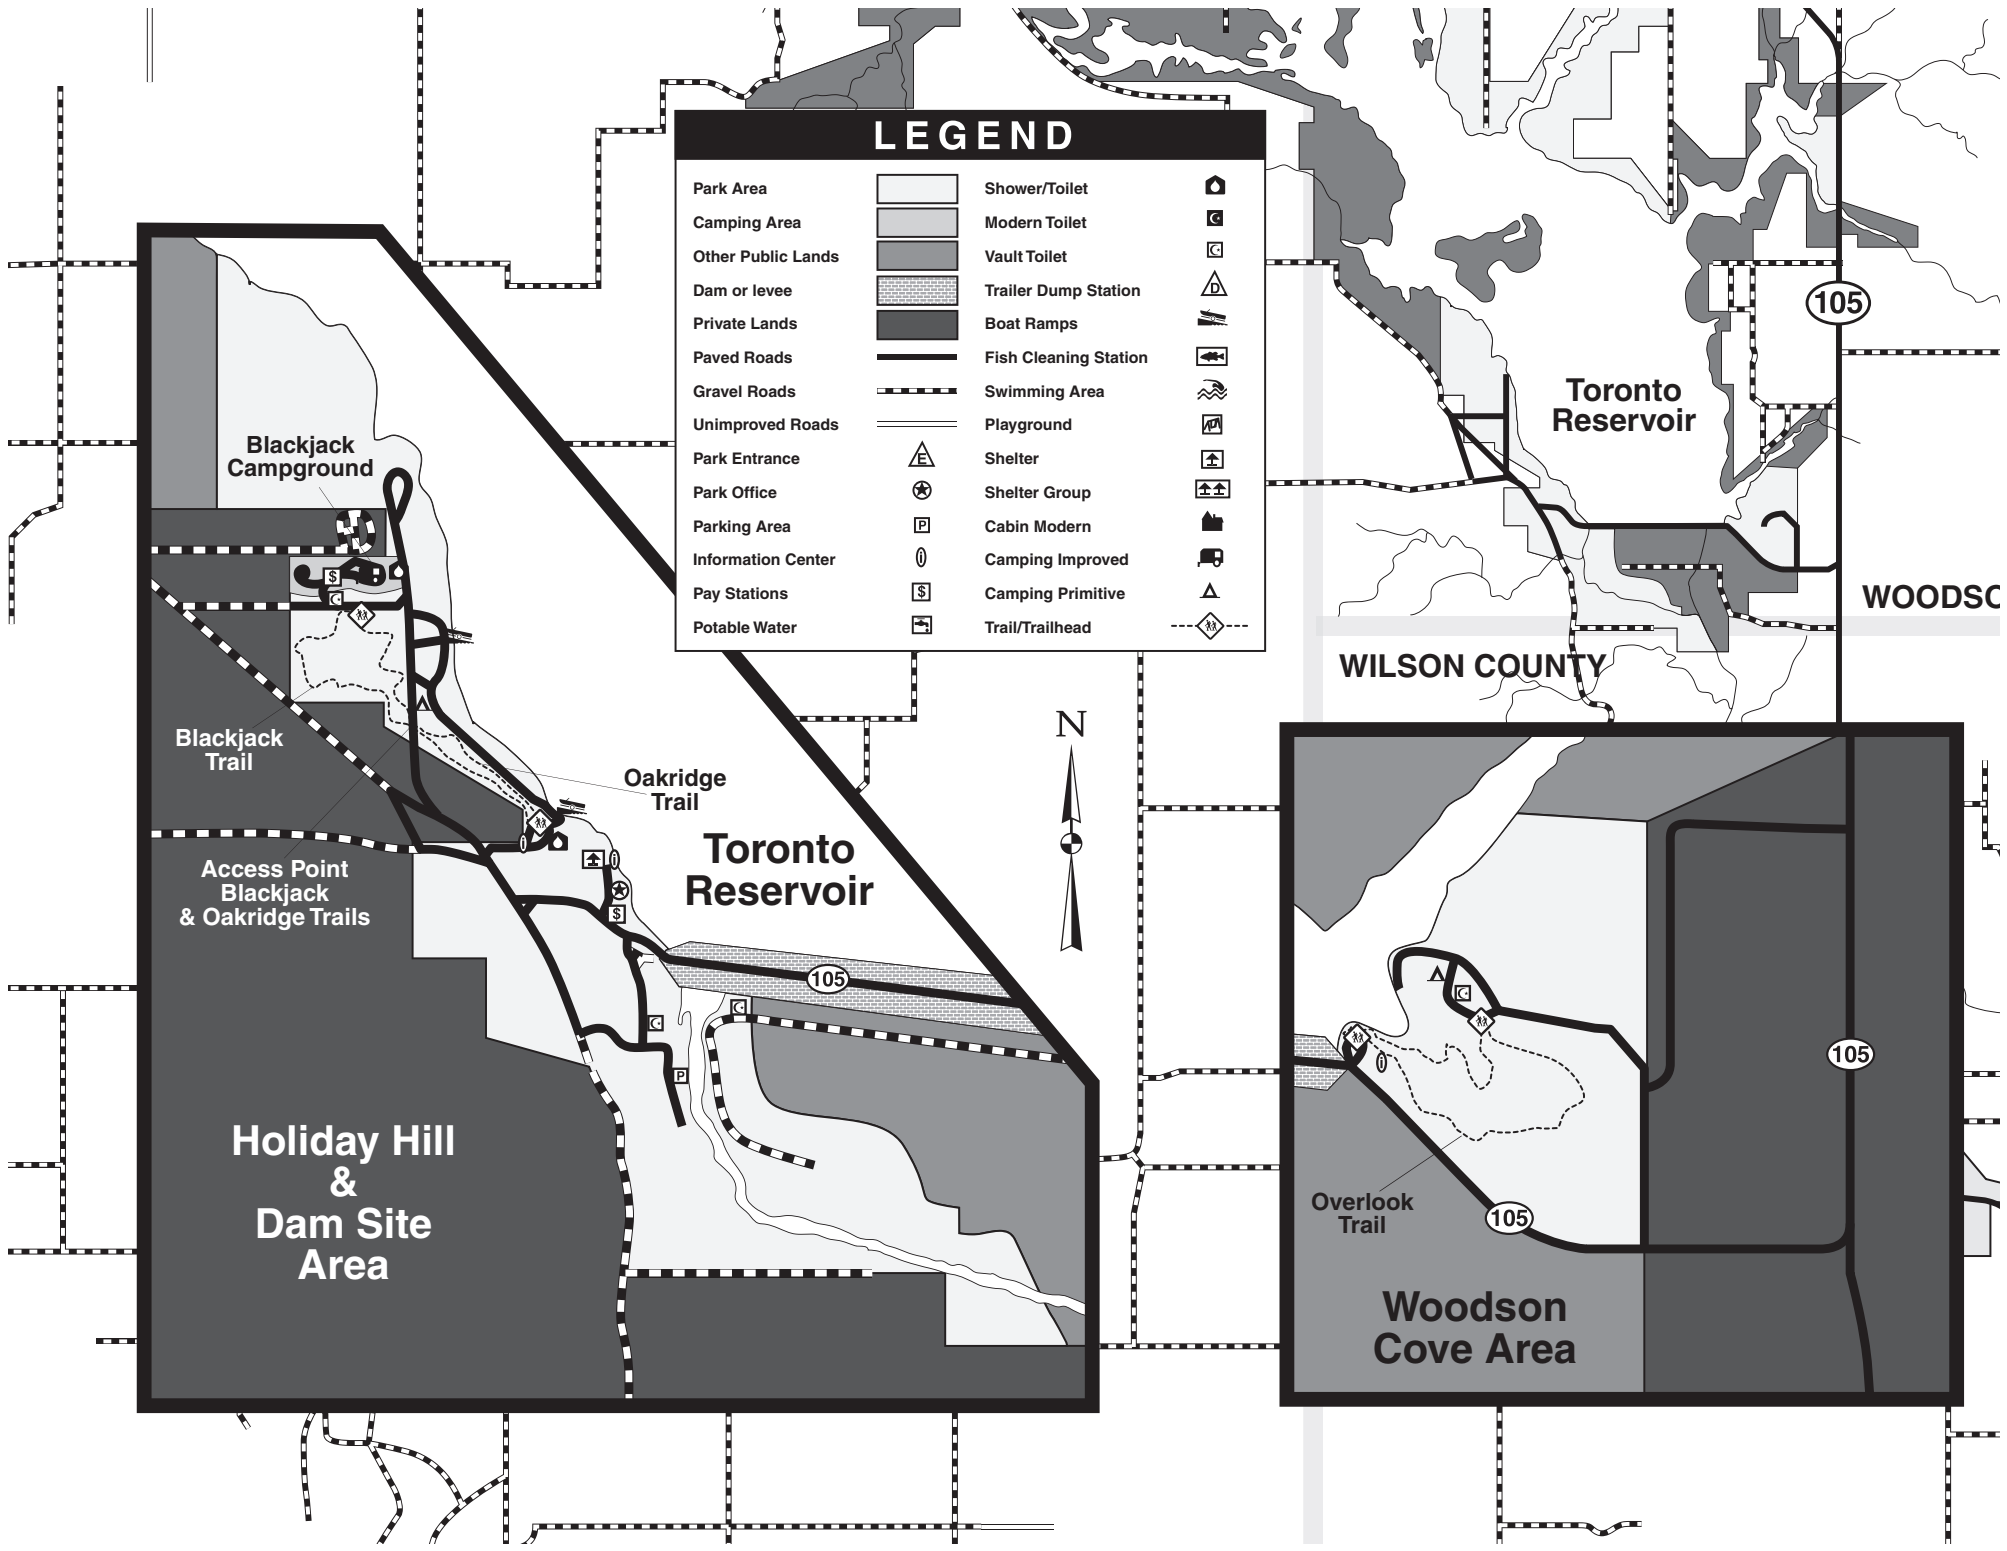 LEGEND
Park Area
Camping Area
Other Public Lands
Dam or levee
Private Lands
Paved Roads
Gravel Roads
Unimproved Roads
Park Entrance
E
Park Office
Parking Area
P
Information Center
i
Pay Stations
$
Potable Water
Shower/Toilet
Modern Toilet
Vault Toilet
Trailer Dump Station
D
Boat Ramps
Fish Cleaning Station
Swimming Area
Playground
Shelter
Shelter Group
Cabin Modern
Camping Improved
Camping Primitive
Trail/Trailhead
105
Toronto
Reservoir
WOODSO
WILSON COUNTY
N
Blackjack
Campground
$
Blackjack
Trail
Oakridge
Trail
Access Point
Blackjack
& Oakridge Trails
Toronto
Reservoir
i
i
$
105
P
Holiday Hill
&
Dam Site
Area
i
105
Overlook
Trail
105
Woodson
Cove Area